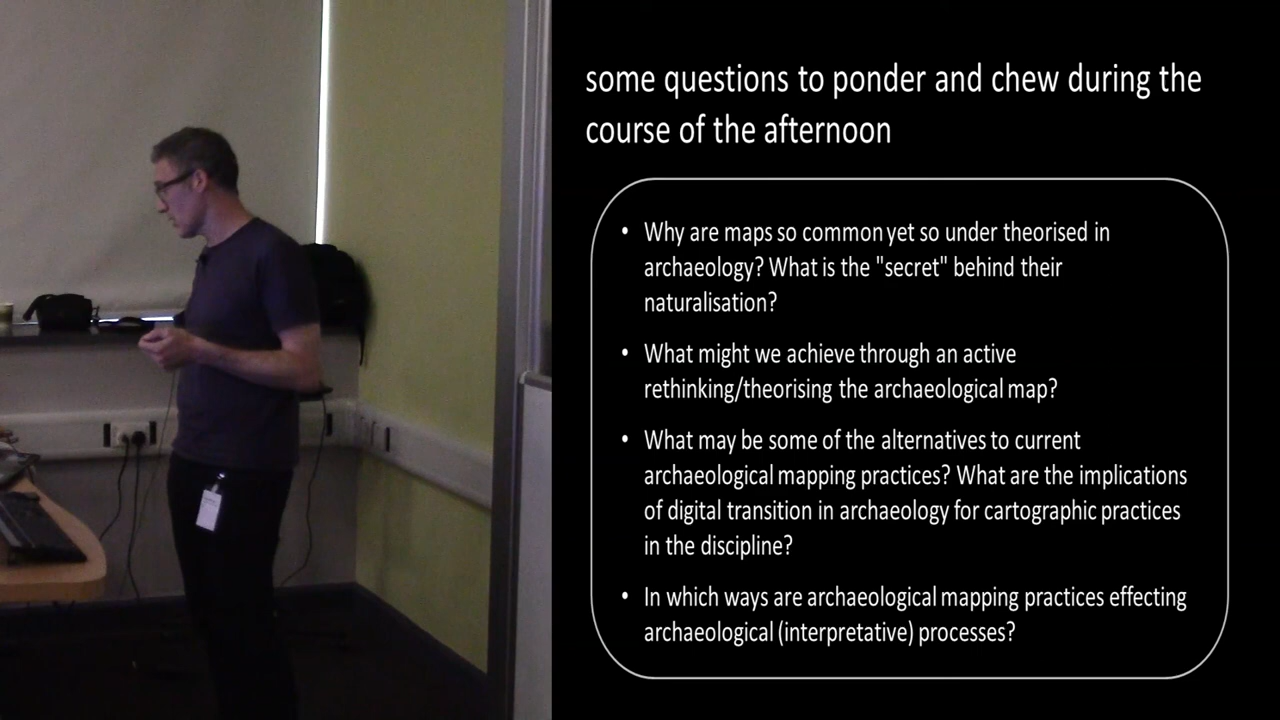 some questions to ponder and chew during the
course of the afternoon
• Why are maps so common yet so under theorised in
archaeology? What is the "secret" behind their
naturalisation?
• What might we achieve through an active
rethinking/theorising the archaeological map?
• What may be some of the alternatives to current
archaeological mapping practices? What are the implications
of digital transition in archaeology for cartographic practices
in the discipline?
• In which ways are archaeological mapping practices effecting
archaeological (interpretative) processes?